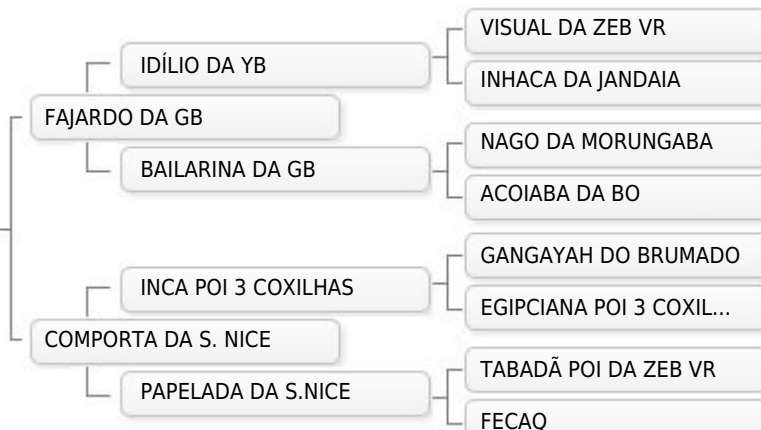 VISUAL DA ZEB VR
IDÍLIO DA YB
INHACA DA JANDAIA
FAJARDO DA GB
NAGO DA MORUNGABA
BAILARINA DA GB
ACOIABA DA BO
GANGAYAH DO BRUMADO
INCA POI 3 COXILHAS
EGIPCIANA POI 3 COXIL...
COMPORTA DA S. NICE
TABADÃ POI DA ZEB VR
PAPELADA DA S.NICE
FECAQ